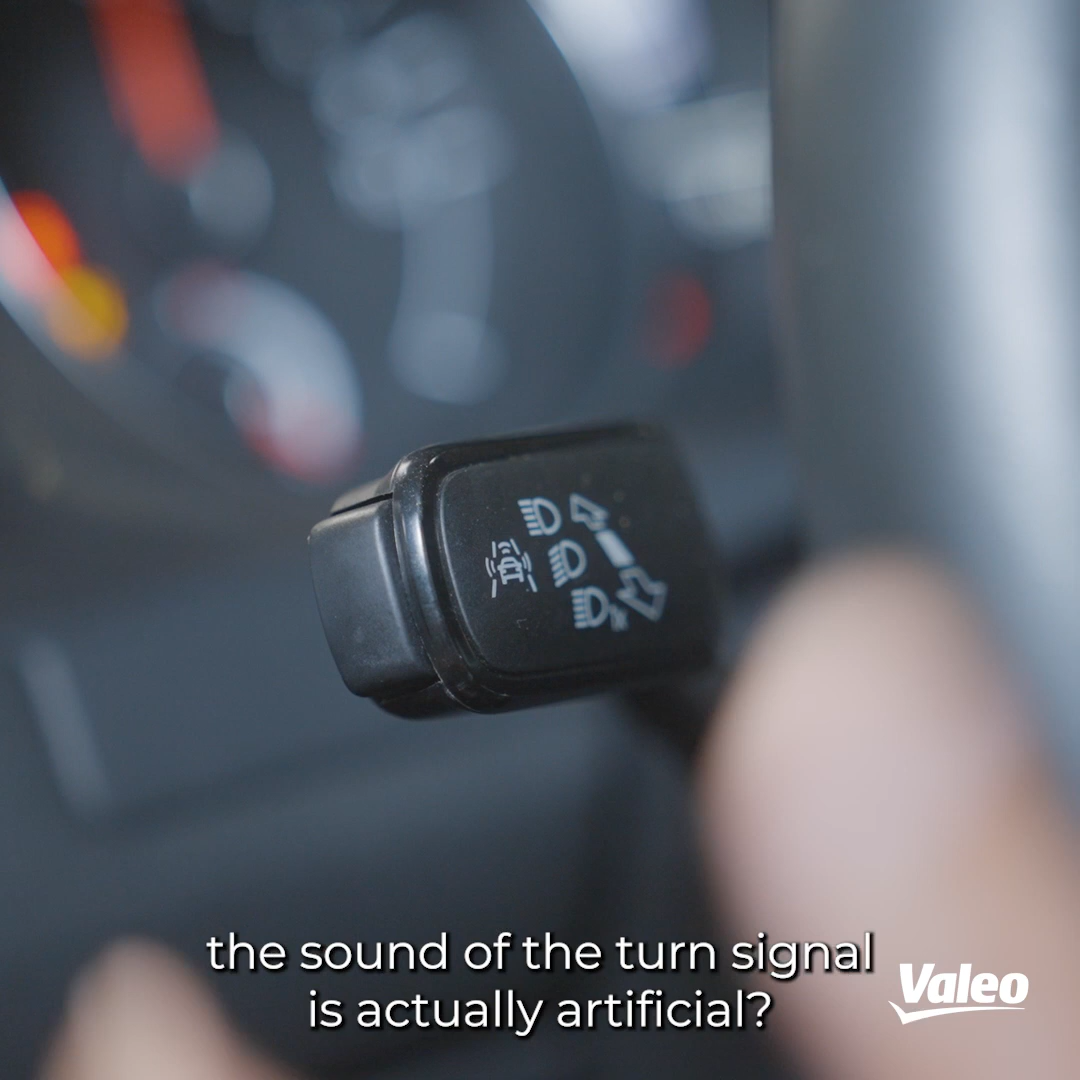 the sound of the turn signal
is actually artificial?
Valeo